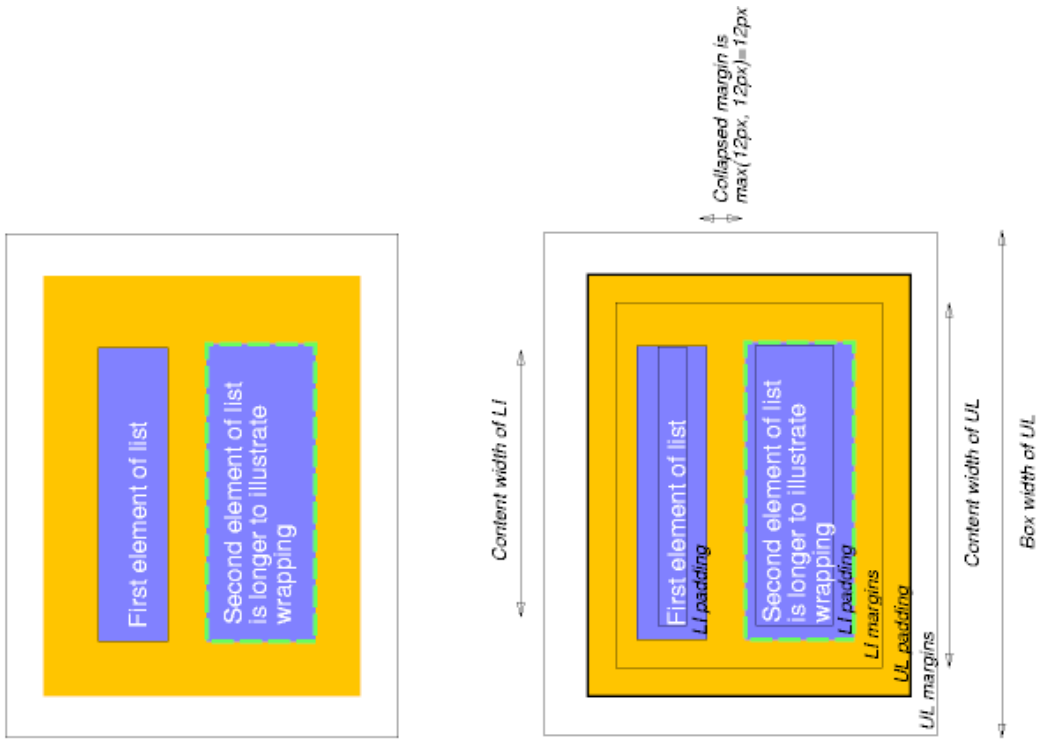 First element of list
Second element of list
is longer to illustrate
wrapping
Content width of LI
First element of list
LI padding
Second element of list
is longer to illustrate
wrapping
LI padding
LI margins
UL padding
UL margins
Collapsed margin is
max(12px, 12px)=12px
Content width of UL
Box width of UL